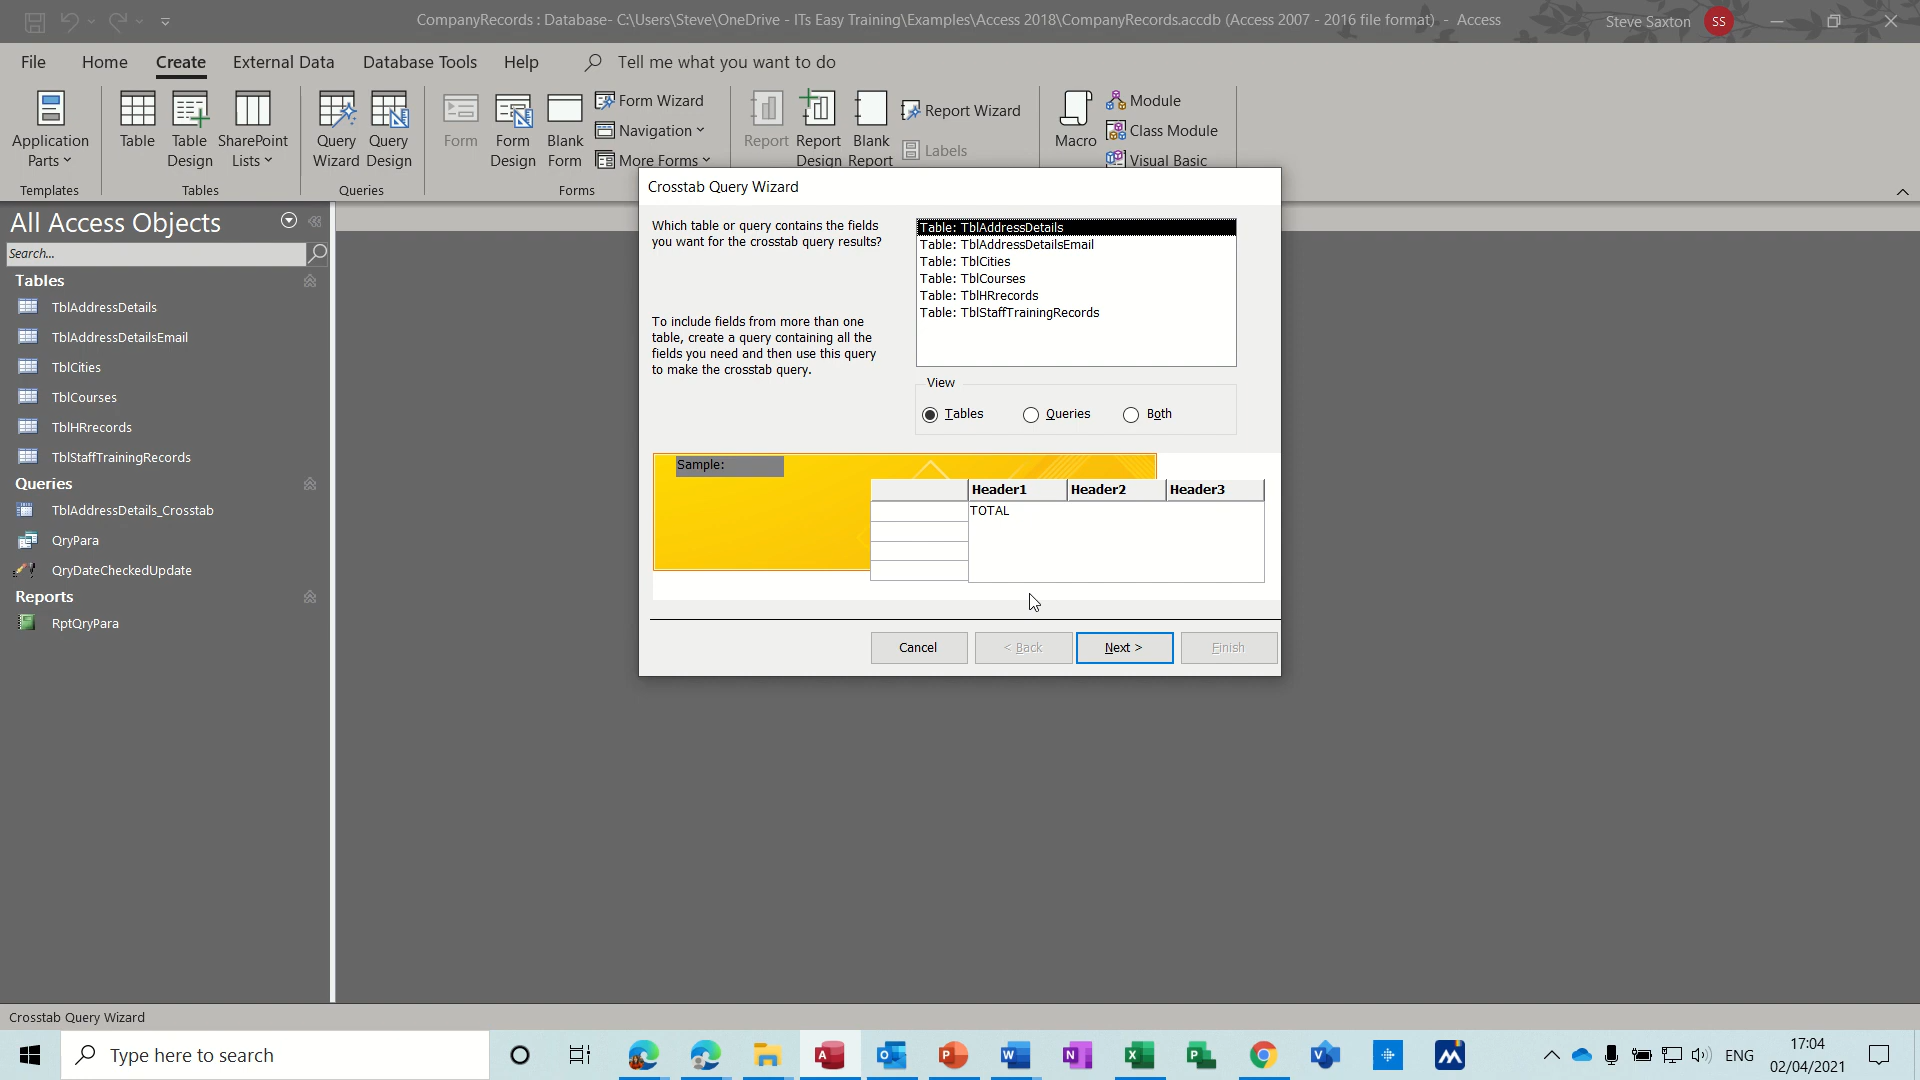 CompanyRecords : Database- C:\Users\Steve\OneDrive - ITs Easy Training\Examples\Access 2018\CompanyRecords.accdb (Access 2007 - 2016 file format) - Access
Steve Saxton SS
File Home Create External Data Database Tools Help Tell me what you want to do
Application Parts
Table
Table Design
SharePoint Lists
Query Wizard
Query Design
Form
Form Design
Blank Form
Form Wizard
Navigation
More Forms
Report
Report Design
Blank Report
Report Wizard
Labels
Macro
Module
Class Module
Visual Basic
Templates
Tables
Queries
Forms
All Access Objects
Search...
Tables
TblAddressDetails
TblAddressDetailsEmail
TblCities
TblCourses
TblHRrecords
TblStaffTrainingRecords
Queries
TblAddressDetails_Crosstab
QryPara
QryDateCheckedUpdate
Reports
RptQryPara
Crosstab Query Wizard
Which table or query contains the fields
you want for the crosstab query results?
To include fields from more than one
table, create a query containing all the
fields you need and then use this query
to make the crosstab query.
Table: TblAddressDetails
Table: TblAddressDetailsEmail
Table: TblCities
Table: TblCourses
Table: TblHRrecords
Table: TblStaffTrainingRecords
View
Tables Queries Both
Sample:
Header1 Header2 Header3
TOTAL
Cancel < Back Next > Finish
Crosstab Query Wizard
Type here to search
ENG
17:04
02/04/2021